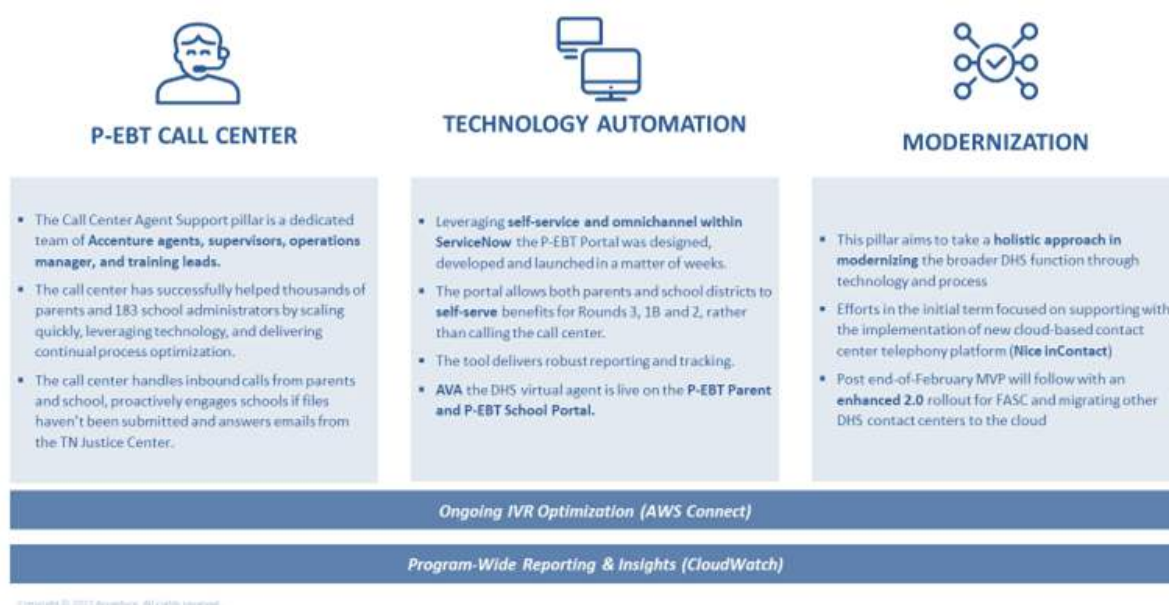 P-EBT CALL CENTER
The Call Center Agent Support pillar is a dedicated
team of Accenture agents, supervisors, operations
manager, and training leads.
The call center has successfully helped thousands of
parents and 183 school administrators by scaling
quickly, leveraging technology, and delivering
continual process optimization.
The call center handles inbound calls from parents
and school, proactively engages schools if files
haven't been submitted and answers emails from
the TN Justice Center.
TECHNOLOGY AUTOMATION
Leveraging self-service and omnichannel within
ServiceNow the P-EBT Portal was designed,
developed and launched in a matter of weeks.
The portal allows both parents and school districts to
self-serve benefits for Rounds 3, 1B and 2, rather
than calling the call center.
The tool delivers robust reporting and tracking.
AVA the DHS virtual agent is live on the P-EBT Parent
and P-EBT School Portal.
MODERNIZATION
This pillar aims to take a holistic approach in
modernizing the broader DHS function through
technology and process
Efforts in the initial term focused on supporting with
the implementation of new cloud-based contact
center telephony platform (Nice inContact)
Post end-of-February MVP will follow with an
enhanced 2.0 rollout for FASC and migrating other
DHS contact centers to the cloud
Ongoing IVR Optimization (AWS Connect)
Program-Wide Reporting & Insights (CloudWatch)
Copyright © Accenture. All rights reserved.